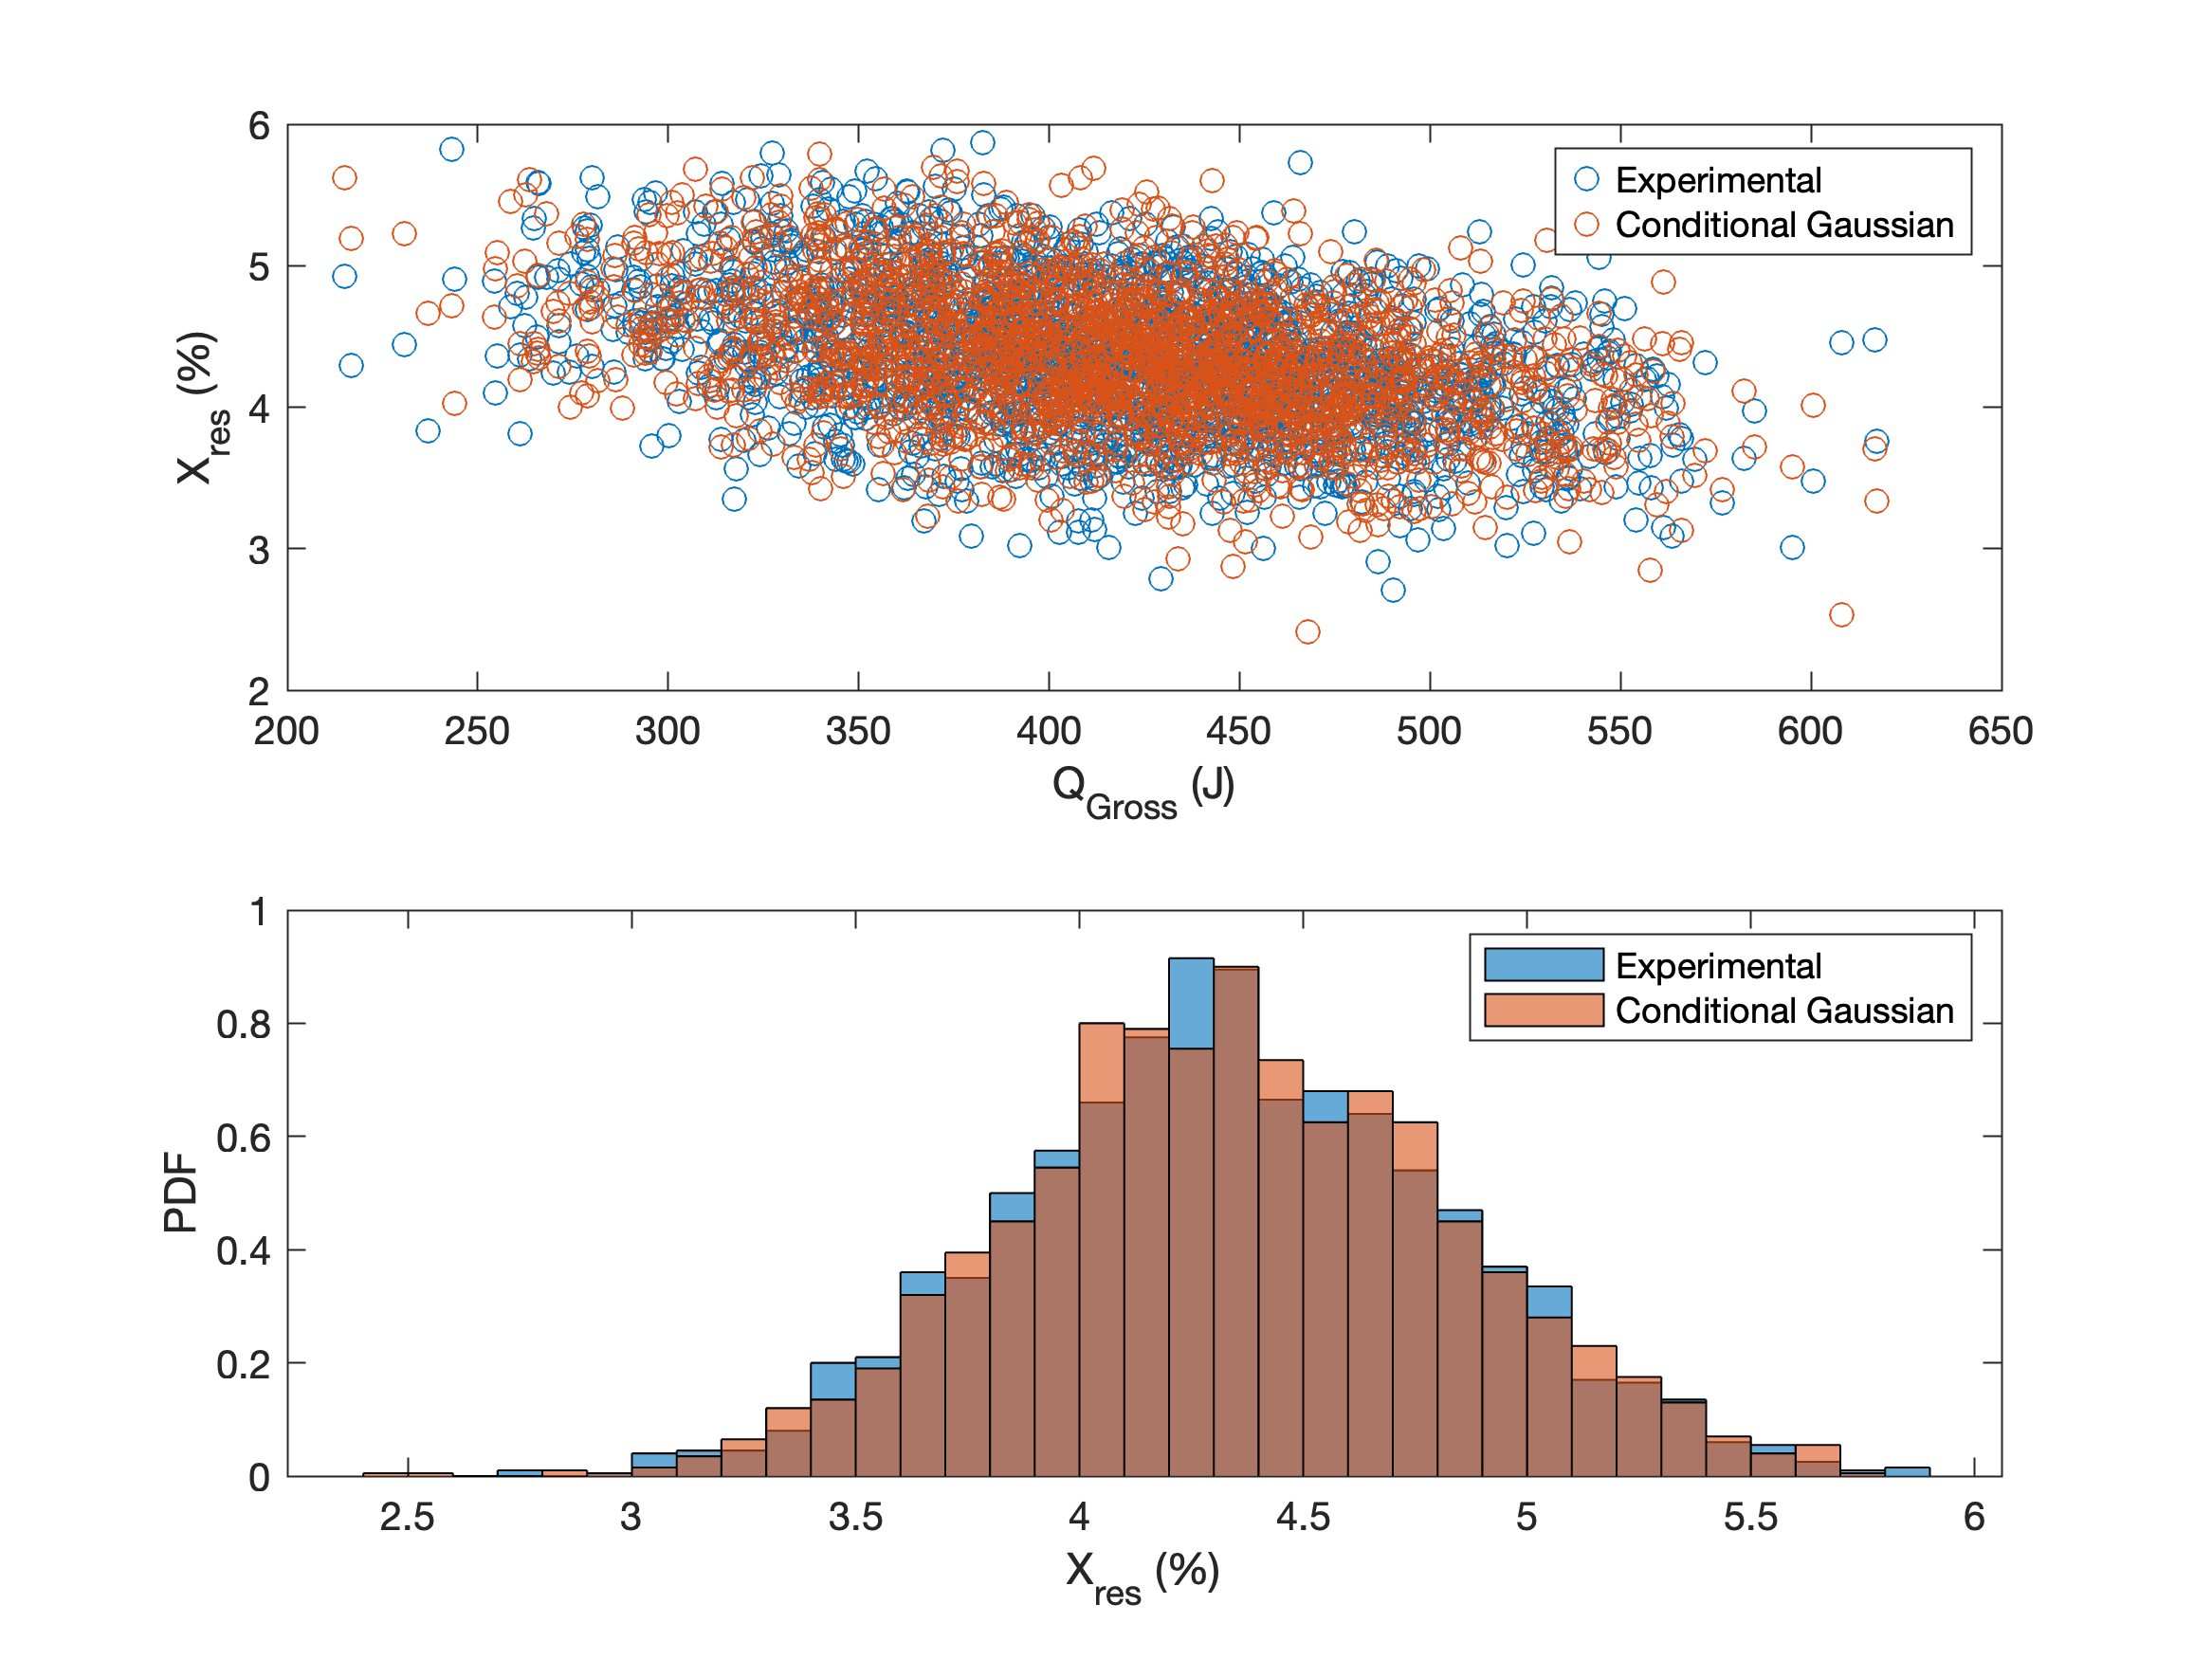 6
5
4
3
2
X_res (%)
Experimental
Conditional Gaussian
200 250 300 350 400 450 500 550 600 650
Q_Gross (J)
1
0.8
0.6
0.4
0.2
0
PDF
Experimental
Conditional Gaussian
2.5 3 3.5 4 4.5 5 5.5 6
X_res (%)